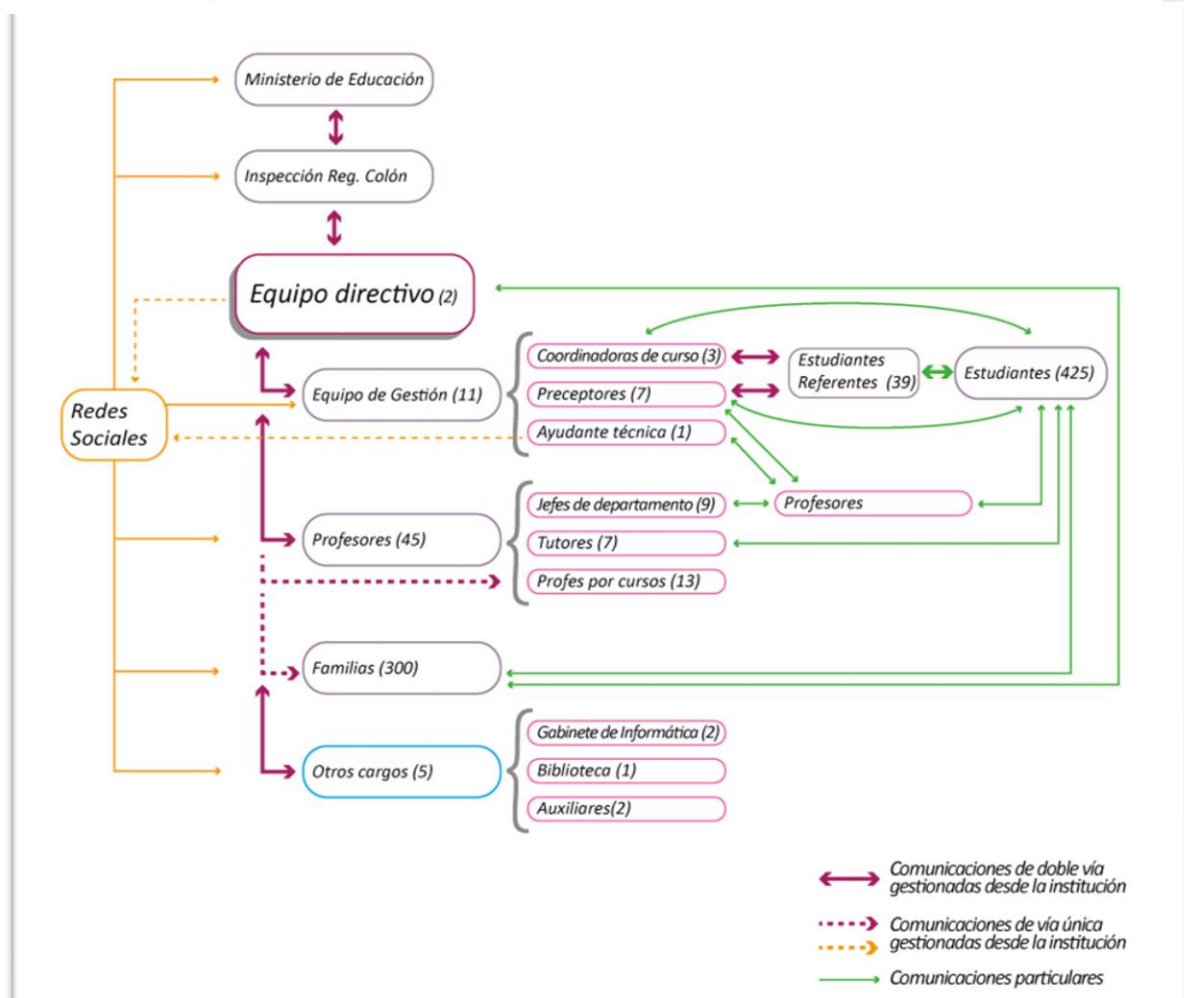 Ministerio de Educación
Inspección Reg. Colón
Equipo directivo (2)
Redes
Sociales
Equipo de Gestión (11)
Coordinadoras de curso (3)
Preceptores (7)
Ayudante técnica (1)
Estudiantes
Referentes (39)
Estudiantes (425)
Profesores (45)
Jefes de departamento (9)
Tutores (7)
Profes por cursos (13)
Profesores
Familias (300)
Otros cargos (5)
Gabinete de Informática (2)
Biblioteca (1)
Auxiliares(2)
Comunicaciones de doble vía
gestionadas desde la institución
Comunicaciones de vía única
gestionadas desde la institución
Comunicaciones particulares